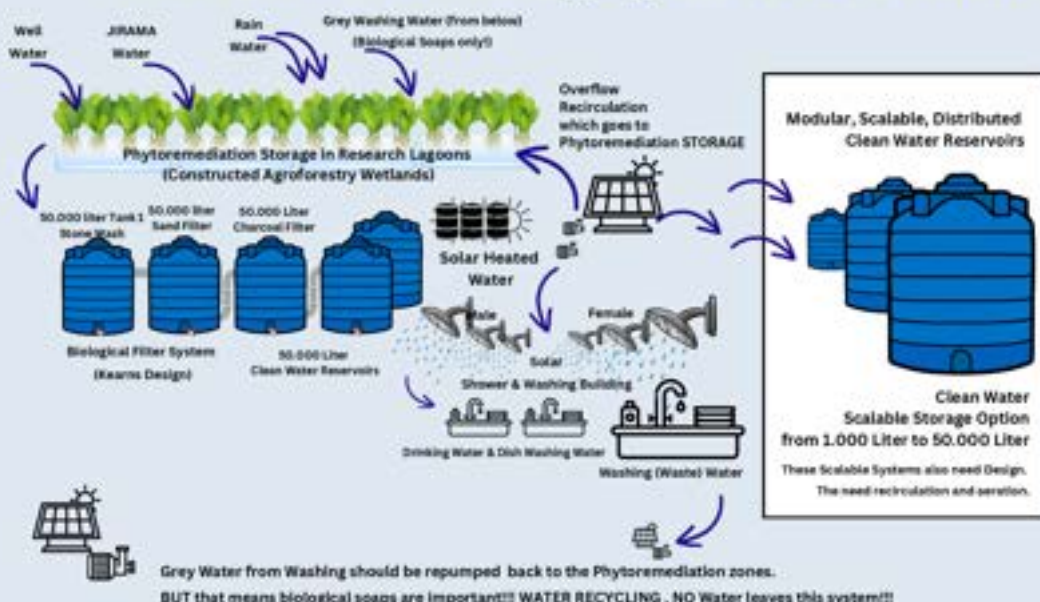 Well
Water
JIRAMA
Water
Rain
Water
Grey Washing Water (from below)
(Biological Soaps only!)
Overflow
Recirculation
which goes to
Phytoremediation STORAGE
Phytoremediation Storage in Research Lagoons
(Constructed Agroforestry Wetlands)
50.000 liter Tank 1
Stone Wash
50.000 liter
Sand Filter
50.000 Liter
Charcoal Filter
Solar Heated
Water
Biological Filter System
(Kearns Design)
50.000 Liter
Clean Water Reservoirs
Male
Female
Solar
Shower & Washing Building
Drinking Water & Dish Washing Water
Washing (Waste) Water
Modular, Scalable, Distributed
Clean Water Reservoirs
Clean Water
Scalable Storage Option
from 1.000 Liter to 50.000 Liter
These Scalable Systems also need Design.
The need recirculation and aeration.
Grey Water from Washing should be repumped back to the Phytoremediation zones.
BUT that means biological soaps are important!!! WATER RECYCLING . NO Water leaves this system!!!